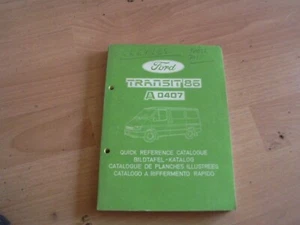 Ford
TRANSIT 86
A 0407
QUICK REFERENCE CATALOGUE
BILDTAFEL-KATALOG
CATALOGUE DE PLANCHES ILLUSTREES
CATALOGO A RIFERIMENTO RAPIDO